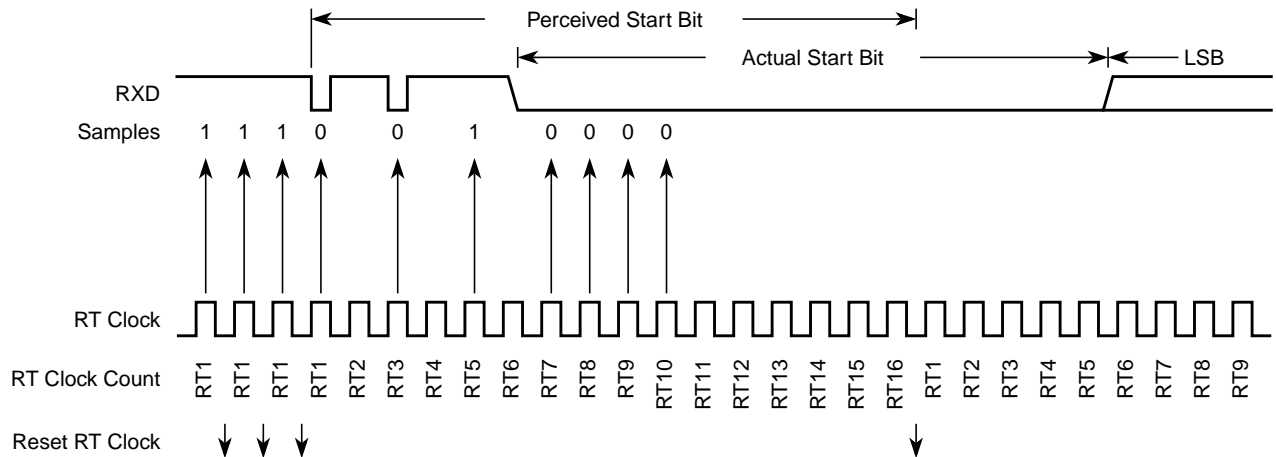 Perceived Start Bit
Actual Start Bit
LSB
RXD
Samples 1 1 1 0 0 1 0 0 0 0
RT Clock
RT Clock Count RT1 RT1 RT1 RT1 RT2 RT3 RT4 RT5 RT6 RT7 RT8 RT9 RT10 RT11 RT12 RT13 RT14 RT15 RT16 RT1 RT2 RT3 RT4 RT5 RT6 RT7 RT8 RT9
Reset RT Clock